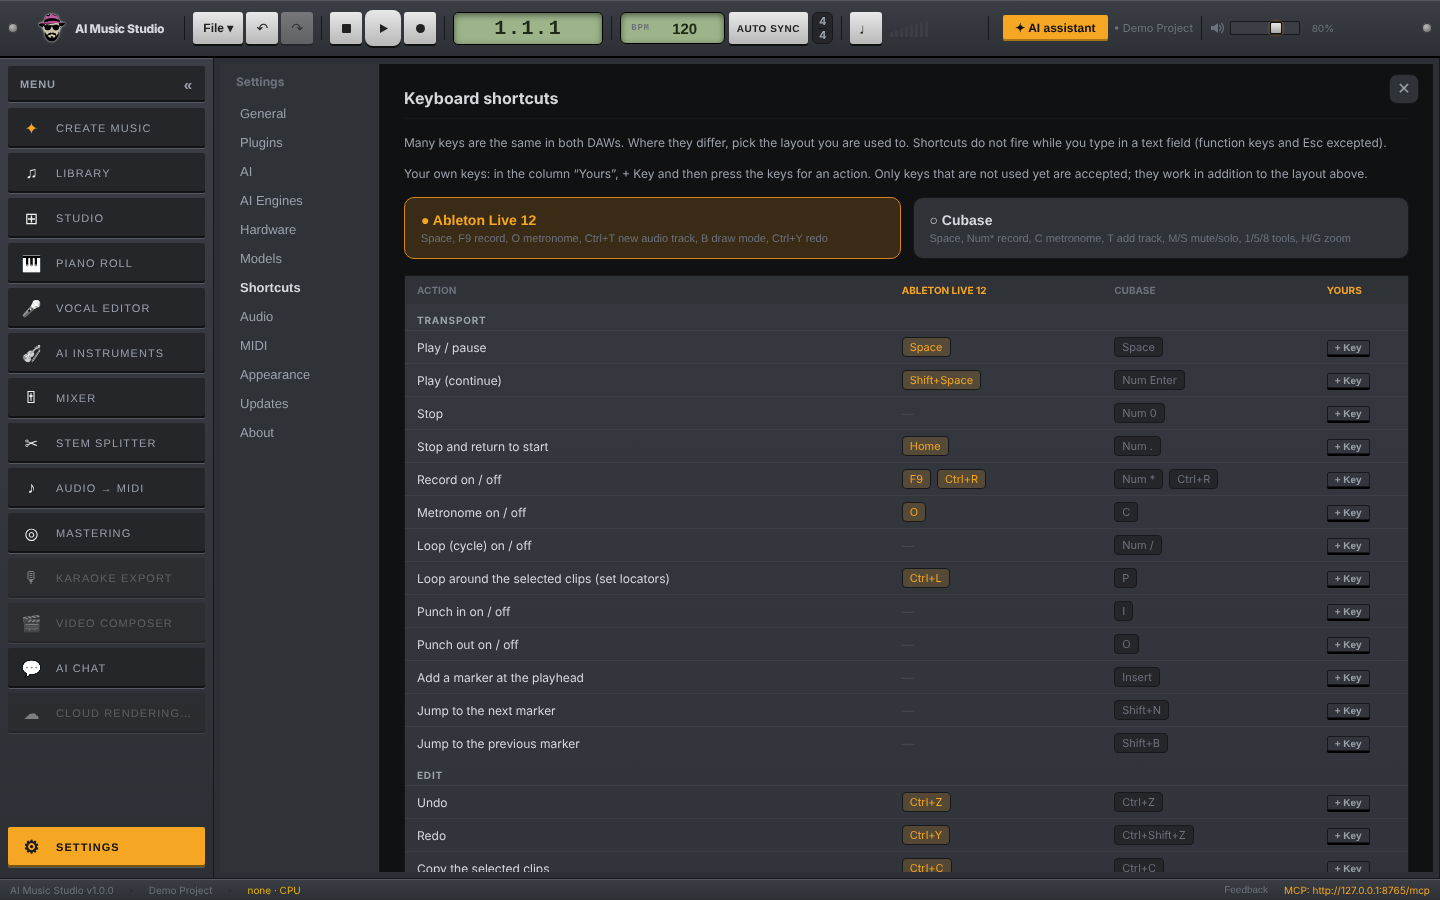 AI Music Studio
File ▾
1.1.1
BPM 120
AUTO SYNC
4
4
✦ AI assistant
• Demo Project
80%
MENU «
CREATE MUSIC
LIBRARY
STUDIO
PIANO ROLL
VOCAL EDITOR
AI INSTRUMENTS
MIXER
STEM SPLITTER
AUDIO → MIDI
MASTERING
KARAOKE EXPORT
VIDEO COMPOSER
AI CHAT
CLOUD RENDERING...
SETTINGS
Settings
General
Plugins
AI
AI Engines
Hardware
Models
Shortcuts
Audio
MIDI
Appearance
Updates
About
Keyboard shortcuts
Many keys are the same in both DAWs. Where they differ, pick the layout you are used to. Shortcuts do not fire while you type in a text field (function keys and Esc excepted).
Your own keys: in the column “Yours”, + Key and then press the keys for an action. Only keys that are not used yet are accepted; they work in addition to the layout above.
● Ableton Live 12
Space, F9 record, O metronome, Ctrl+T new audio track, B draw mode, Ctrl+Y redo
○ Cubase
Space, Num* record, C metronome, T add track, M/S mute/solo, 1/5/8 tools, H/G zoom
ACTION ABLETON LIVE 12 CUBASE YOURS
TRANSPORT
Play / pause Space Space + Key
Play (continue) Shift+Space Num Enter + Key
Stop — Num 0 + Key
Stop and return to start Home Num . + Key
Record on / off F9 Ctrl+R Num * Ctrl+R + Key
Metronome on / off O C + Key
Loop (cycle) on / off — Num / + Key
Loop around the selected clips (set locators) Ctrl+L P + Key
Punch in on / off — I + Key
Punch out on / off — O + Key
Add a marker at the playhead — Insert + Key
Jump to the next marker — Shift+N + Key
Jump to the previous marker — Shift+B + Key
EDIT
Undo Ctrl+Z Ctrl+Z + Key
Redo Ctrl+Y Ctrl+Shift+Z + Key
Copy the selected clips Ctrl+C Ctrl+C + Key
AI Music Studio v1.0.0 · Demo Project · none · CPU
Feedback MCP: http://127.0.0.1:8765/mcp